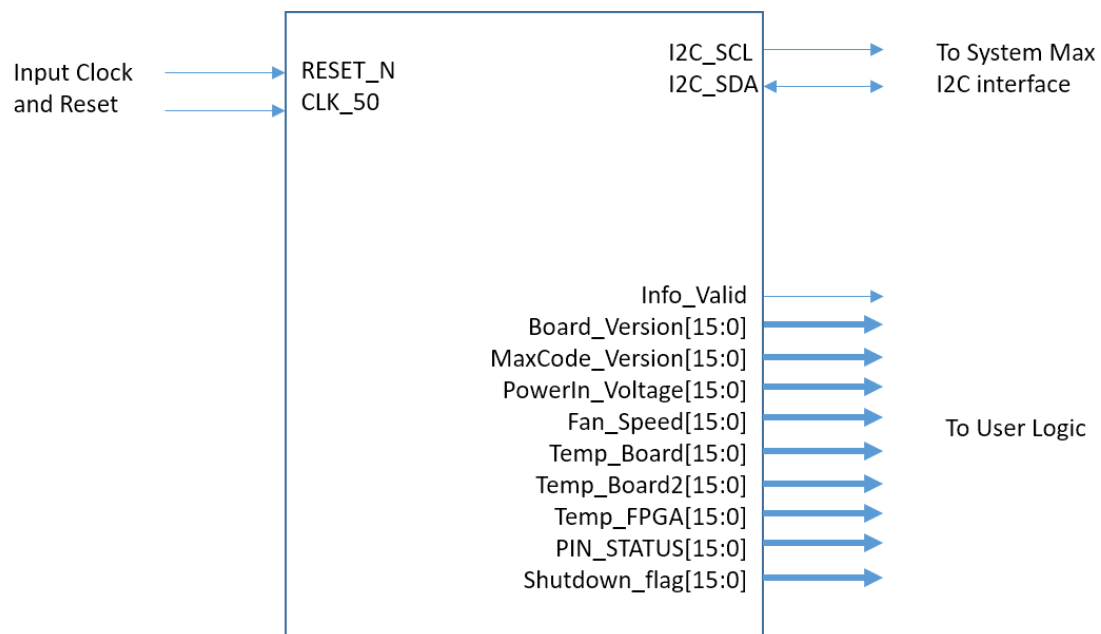 Input Clock
and Reset
RESET_N
CLK_50
I2C_SCL
I2C_SDA
To System Max
I2C interface
Info_Valid
Board_Version[15:0]
MaxCode_Version[15:0]
PowerIn_Voltage[15:0]
Fan_Speed[15:0]
Temp_Board[15:0]
Temp_Board2[15:0]
Temp_FPGA[15:0]
PIN_STATUS[15:0]
Shutdown_flag[15:0]
To User Logic